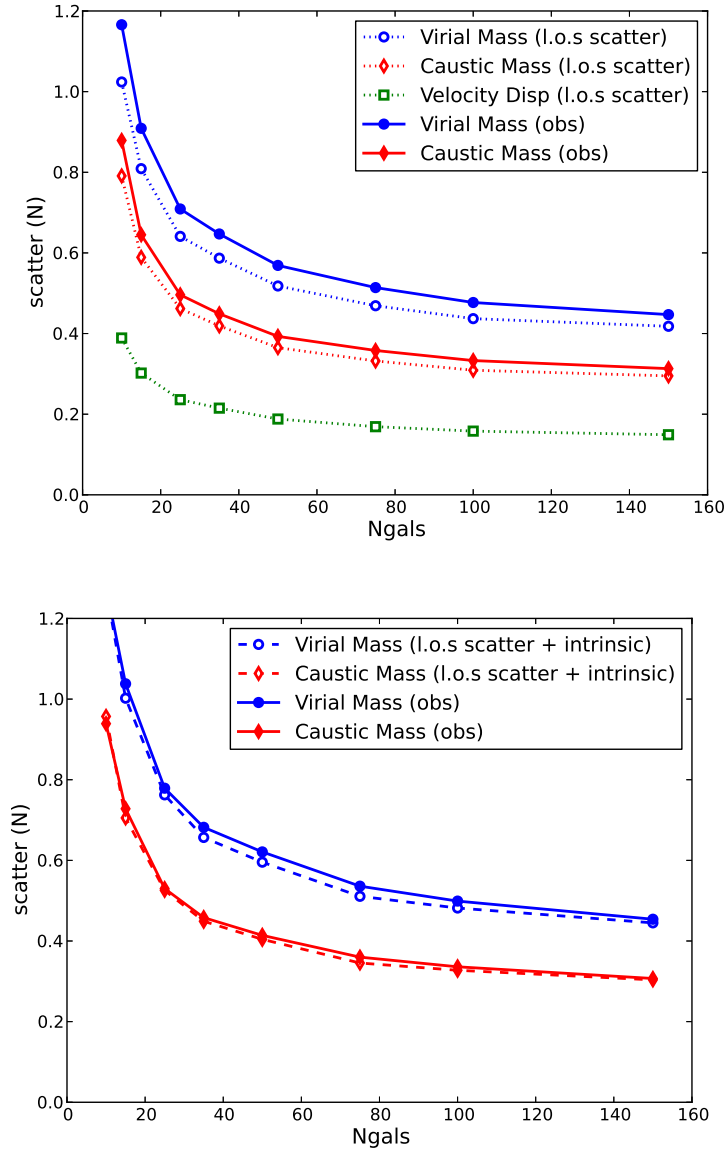 1.2
1.0
0.8
0.6
0.4
0.2
0.0
scatter (N)
Virial Mass (l.o.s scatter)
Caustic Mass (l.o.s scatter)
Velocity Disp (l.o.s scatter)
Virial Mass (obs)
Caustic Mass (obs)
0 20 40 60 80 100 120 140 160
Ngals
1.2
1.0
0.8
0.6
0.4
0.2
0.0
scatter (N)
Virial Mass (l.o.s scatter + intrinsic)
Caustic Mass (l.o.s scatter + intrinsic)
Virial Mass (obs)
Caustic Mass (obs)
0 20 40 60 80 100 120 140 160
Ngals